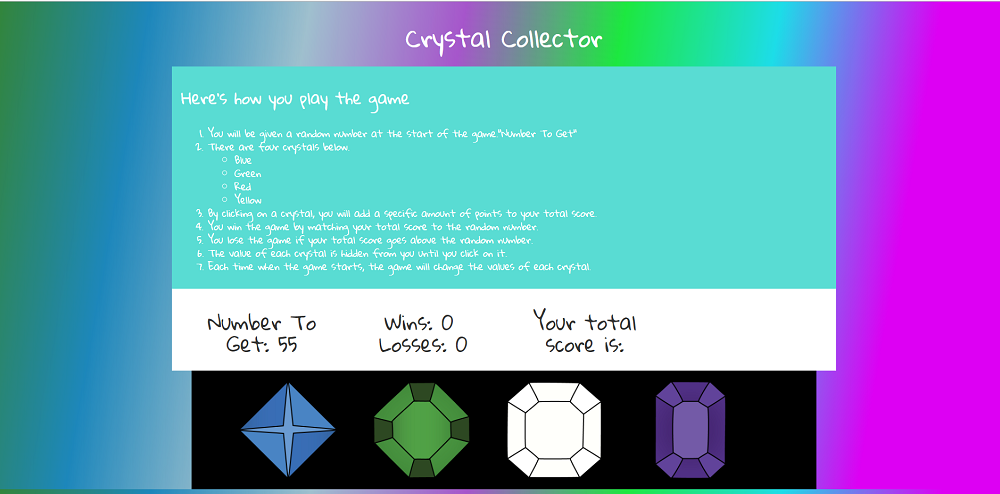 Crystal Collector
Here's how you play the game
1. You will be given a random number at the start of the game."Number To Get"
2. There are four crystals below.
○ Blue
○ Green
○ Red
○ Yellow
3. By clicking on a crystal, you will add a specific amount of points to your total score.
4. You win the game by matching your total score to the random number.
5. You lose the game if your total score goes above the random number.
6. The value of each crystal is hidden from you until you click on it.
7. Each time when the game starts, the game will change the values of each crystal.
Number To
Get: 55
Wins: 0
Losses: 0
Your total
score is: